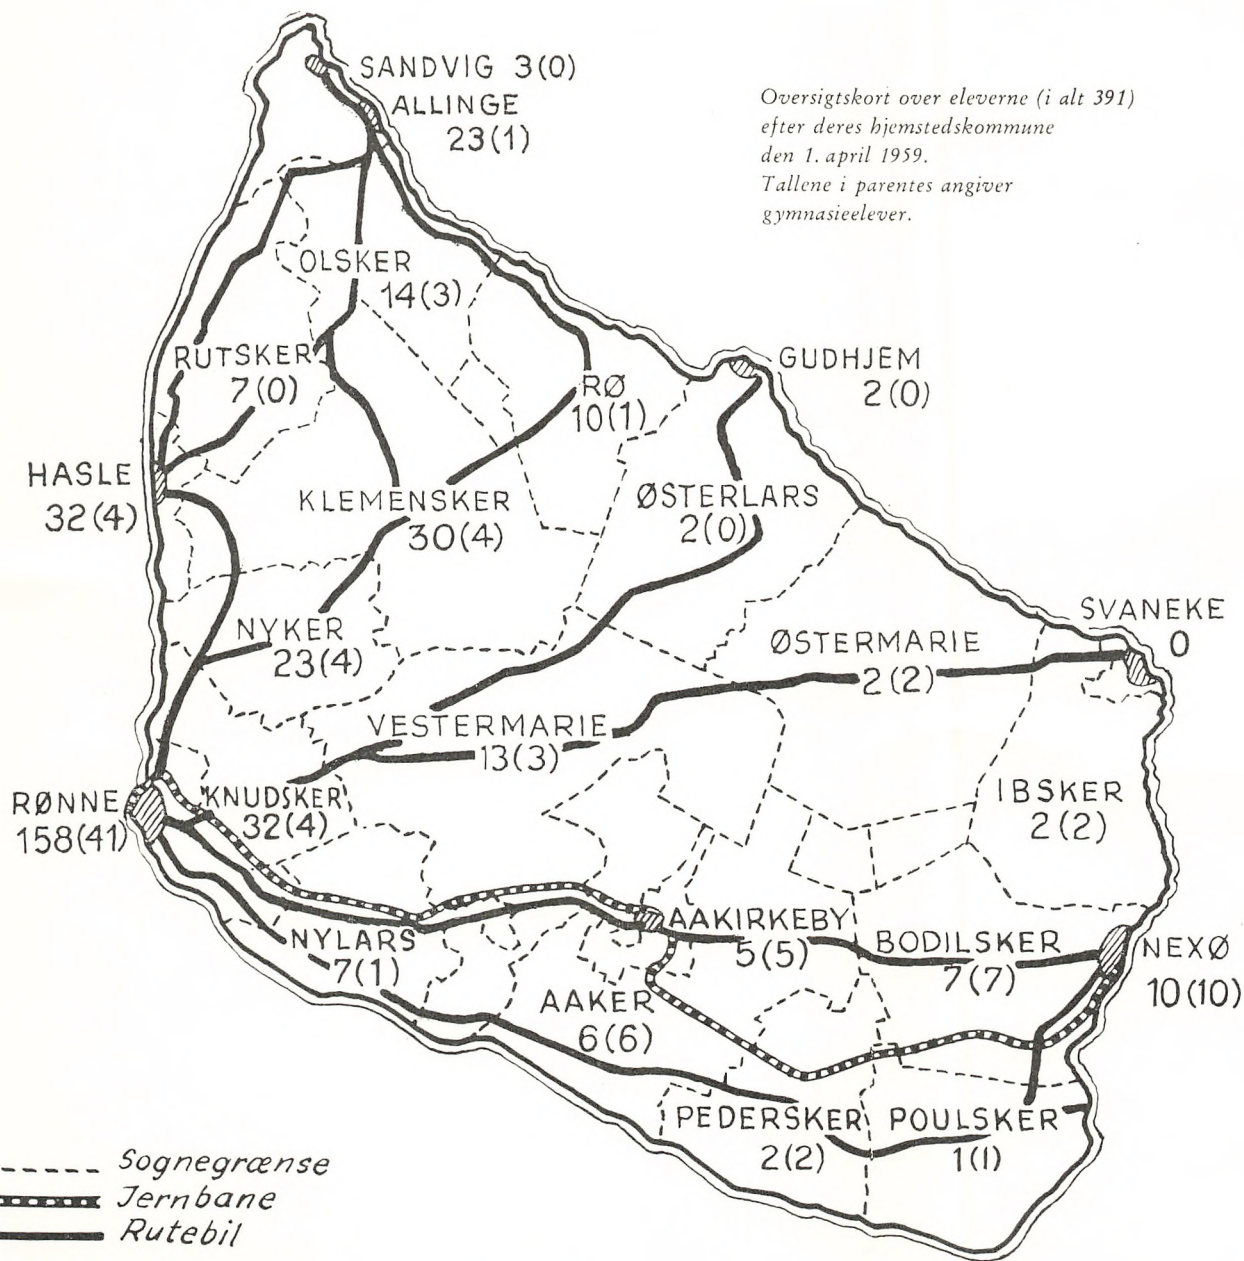 SANDVIG 3(0)
ALLINGE
23(1)
Oversigtskort over eleverne (i alt 391)
efter deres hjemstedskommune
den 1. april 1959.
Tallene i parentes angiver
gymnasieelever.
OLSKER
14(3)
RUTSKER
7(0)
GUDHJEM
2(0)
RØ
10(1)
HASLE
32(4)
KLEMENSKER
30(4)
ØSTERLARS
2(0)
NYKER
23(4)
SVANEKE
0
ØSTERMARIE
2(2)
VESTERMARIE
13(3)
RØNNE
158(41)
KNUDSKER
32(4)
IBSKER
2(2)
NYLARS
7(1)
AAKIRKEBY
5(5)
BODILSKER
7(7)
NEXØ
10(10)
AAKER
6(6)
PEDERSKER
2(2)
POULSKER
1(1)
Sognegrænse
Jernbane
Rutebil